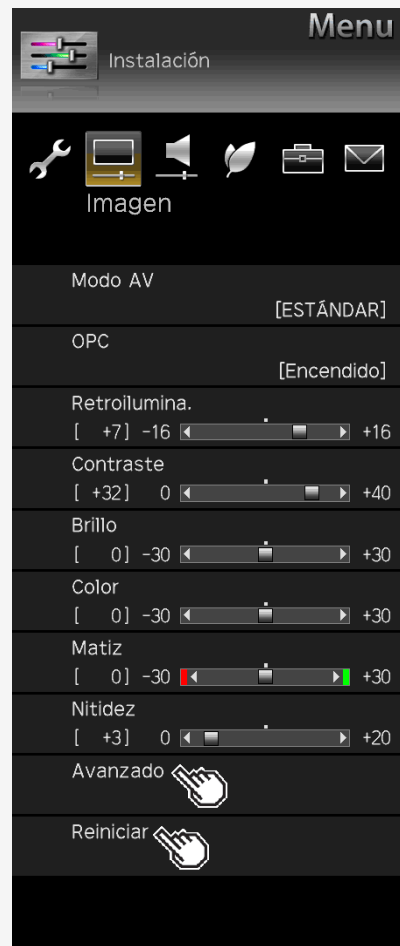 Menu
Instalación
Imagen
Modo AV
[ESTÁNDAR]
OPC
[Encendido]
Retroilumina.
[ +7] -16 +16
Contraste
[ +32] 0 +40
Brillo
[ 0] -30 +30
Color
[ 0] -30 +30
Matiz
[ 0] -30 +30
Nitidez
[ +3] 0 +20
Avanzado
Reiniciar